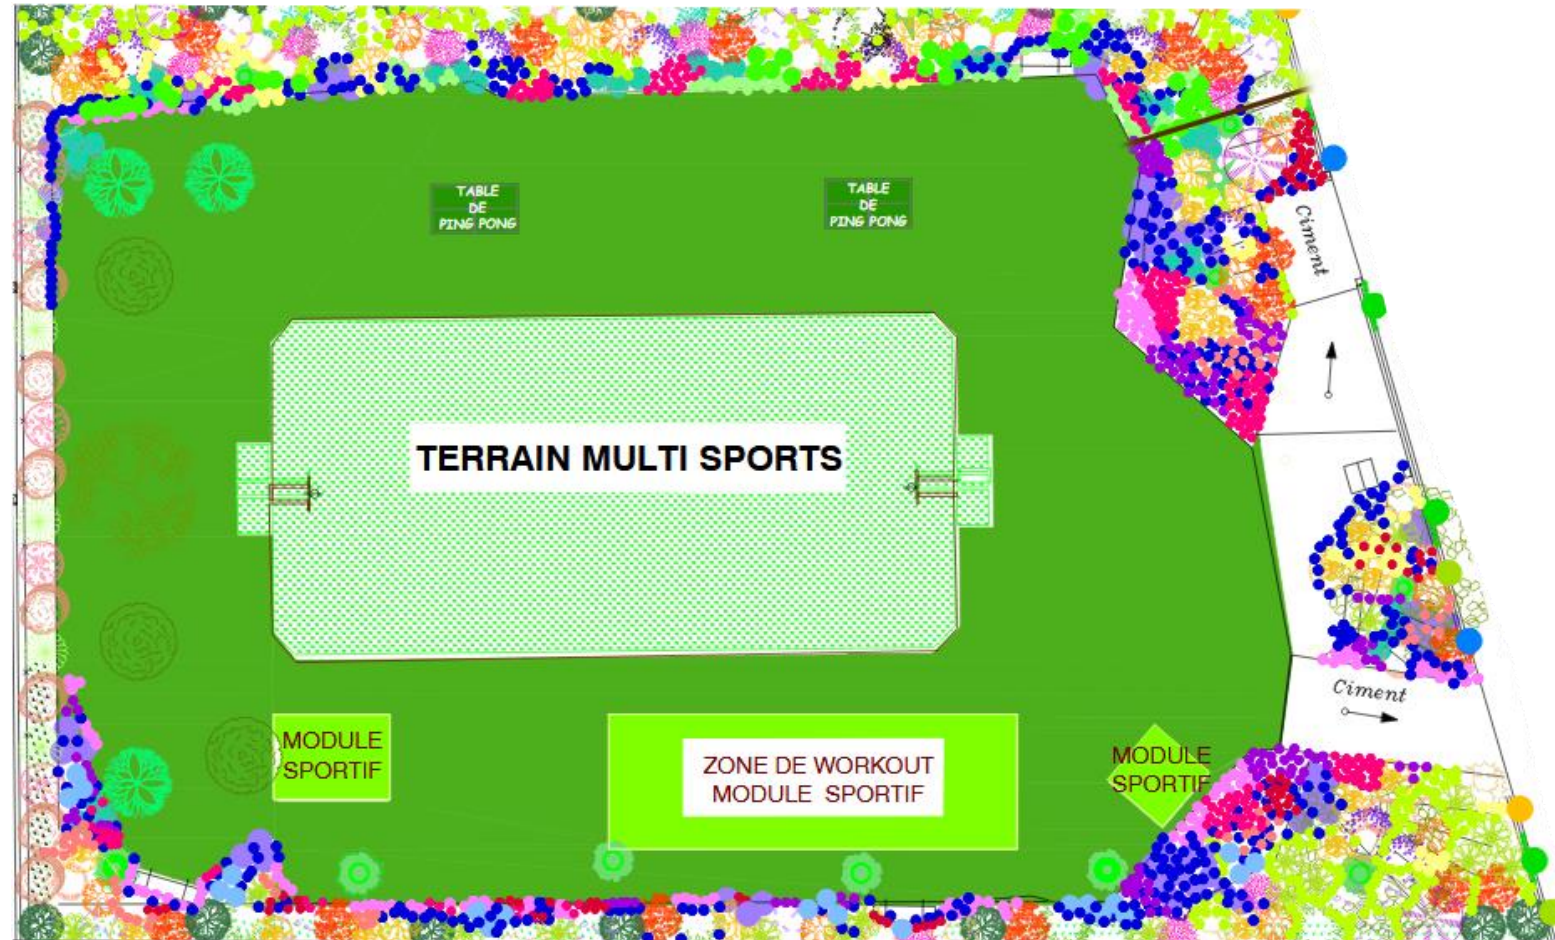 TABLE
DE
PING PONG
TABLE
DE
PING PONG
Ciment
TERRAIN MULTI SPORTS
Ciment
MODULE
SPORTIF
ZONE DE WORKOUT
MODULE SPORTIF
MODULE
SPORTIF